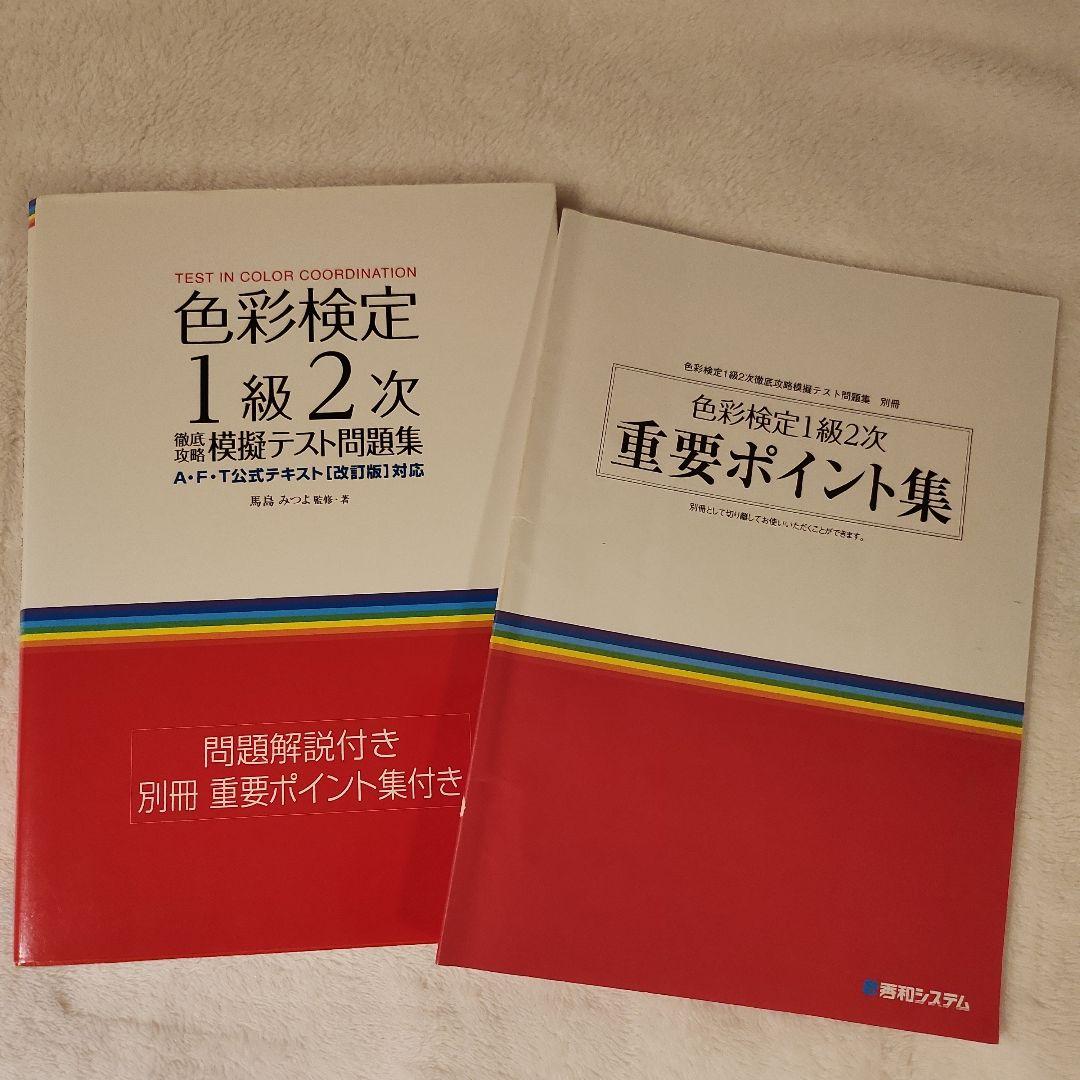 TEST IN COLOR COORDINATION
色彩検定
1級2次
徹底攻略 模擬テスト問題集
A・F・T公式テキスト[改訂版]対応
馬島 みつよ 監修・著
問題解説付き
別冊 重要ポイント集付き
色彩検定1級2次徹底攻略模擬テスト問題集 別冊
色彩検定1級2次
重要ポイント集
別冊として切り離してお使いいただくことができます。
秀和システム